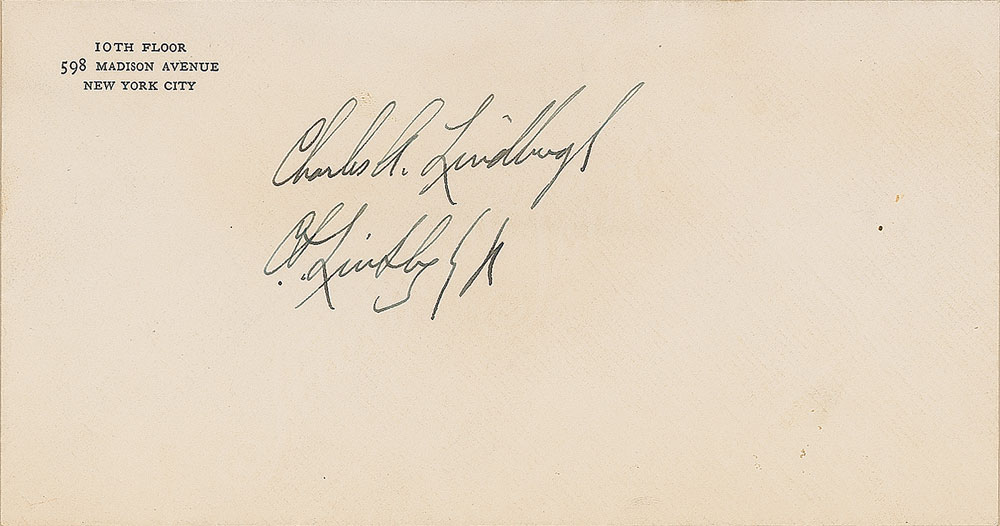 10TH FLOOR
598 MADISON AVENUE
NEW YORK CITY
Charles A. Lindbergh